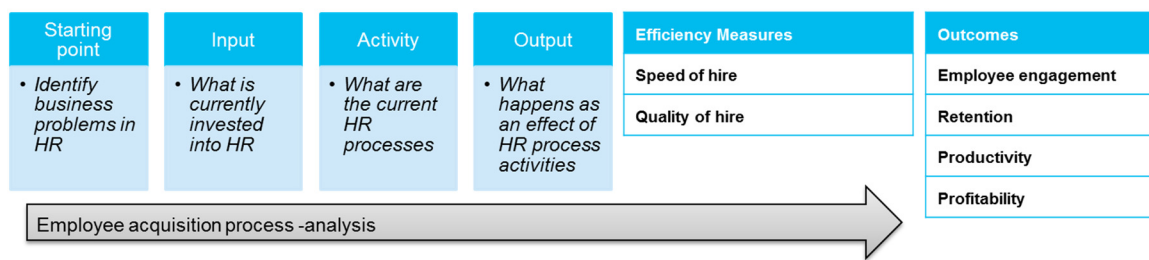 Starting
point
• Identify
business
problems in
HR
Input
• What is
currently
invested
into HR
Activity
• What are
the current
HR
processes
Output
• What
happens as
an effect of
HR process
activities
Efficiency Measures
Speed of hire
Quality of hire
Outcomes
Employee engagement
Retention
Productivity
Profitability
Employee acquisition process -analysis